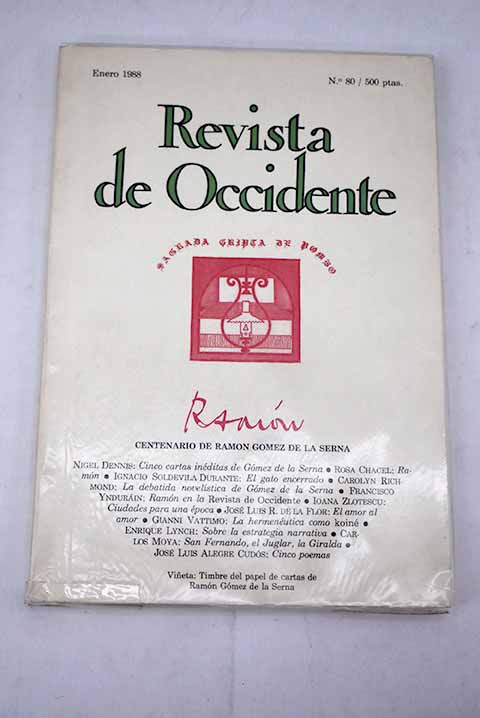 Enero 1988 N.º 80 / 500 ptas.
Revista
de Occidente
SAGRADA CRIPTA DE POMBO
Ramón
CENTENARIO DE RAMON GOMEZ DE LA SERNA
NIGEL DENNIS: Cinco cartas inéditas de Gómez de la Serna ● ROSA CHACEL: Ra-
món ● IGNACIO SOLDEVILA DURANTE: El gato encerrado ● CAROLYN RICH-
MOND: La debatida novelística de Gómez de la Serna ● FRANCISCO
YNDURÁIN: Ramón en la Revista de Occidente ● IOANA ZLOTESCU:
Ciudades para una época ● JOSÉ LUIS R. DE LA FLOR: El amor al
amor ● GIANNI VATTIMO: La hermenéutica como koiné ●
ENRIQUE LYNCH: Sobre la estrategia narrativa ● CAR-
LOS MOYA: San Fernando, el Juglar, la Giralda ●
JOSÉ LUIS ALEGRE CUDÓS: Cinco poemas
Viñeta: Timbre del papel de cartas de
Ramón Gómez de la Serna